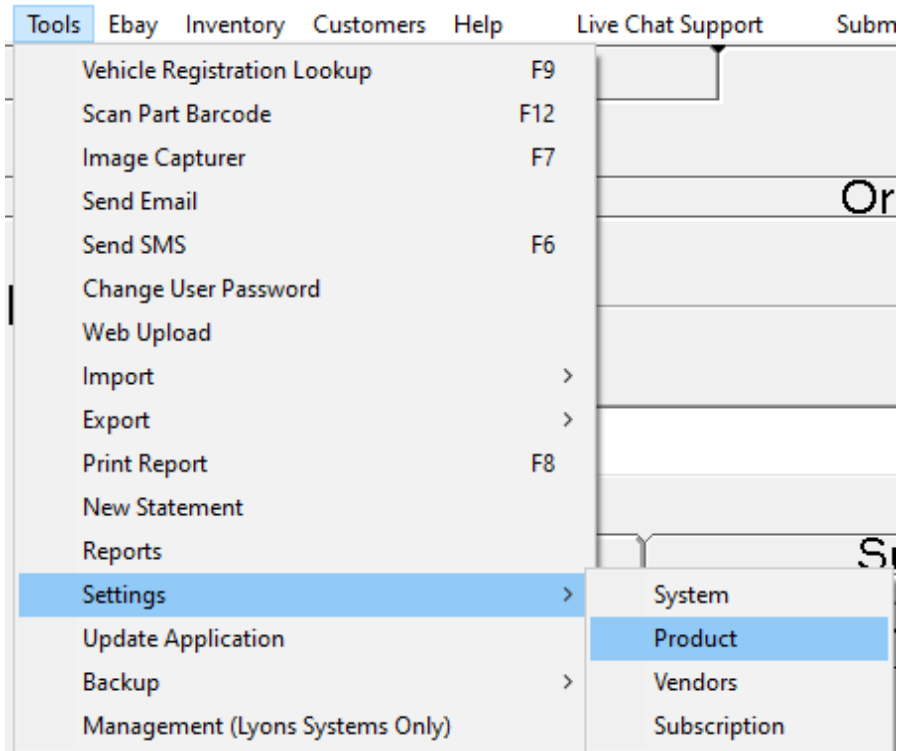 Tools Ebay Inventory Customers Help Live Chat Support
Vehicle Registration Lookup F9
Scan Part Barcode F12
Image Capturer F7
Send Email
Send SMS F6
Change User Password
Web Upload
Import
Export
Print Report F8
New Statement
Reports
Settings
System
Update Application
Product
Backup
Vendors
Management (Lyons Systems Only)
Subscription